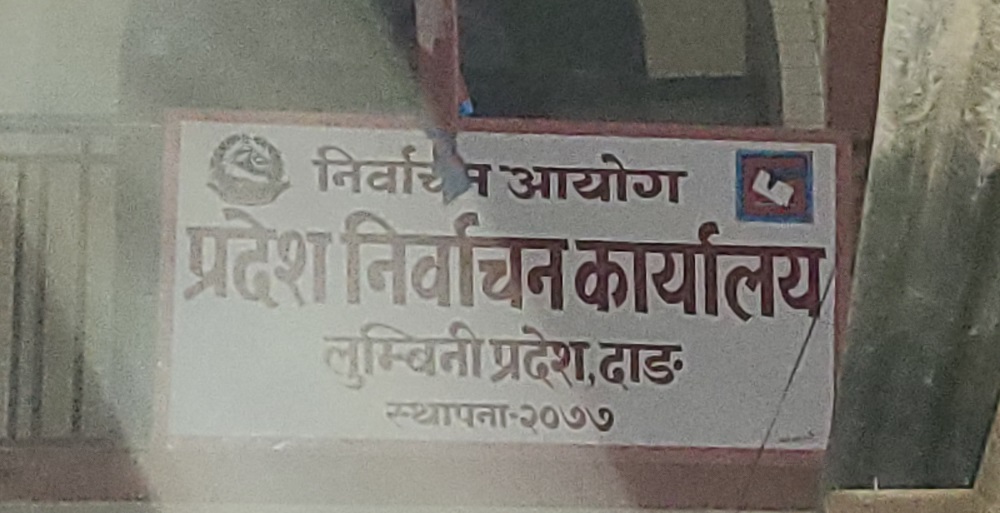 निर्वाचन आयोग
प्रदेश निर्वाचन कार्यालय
लुम्विनी प्रदेश, दाङ
स्थापना-२०७७